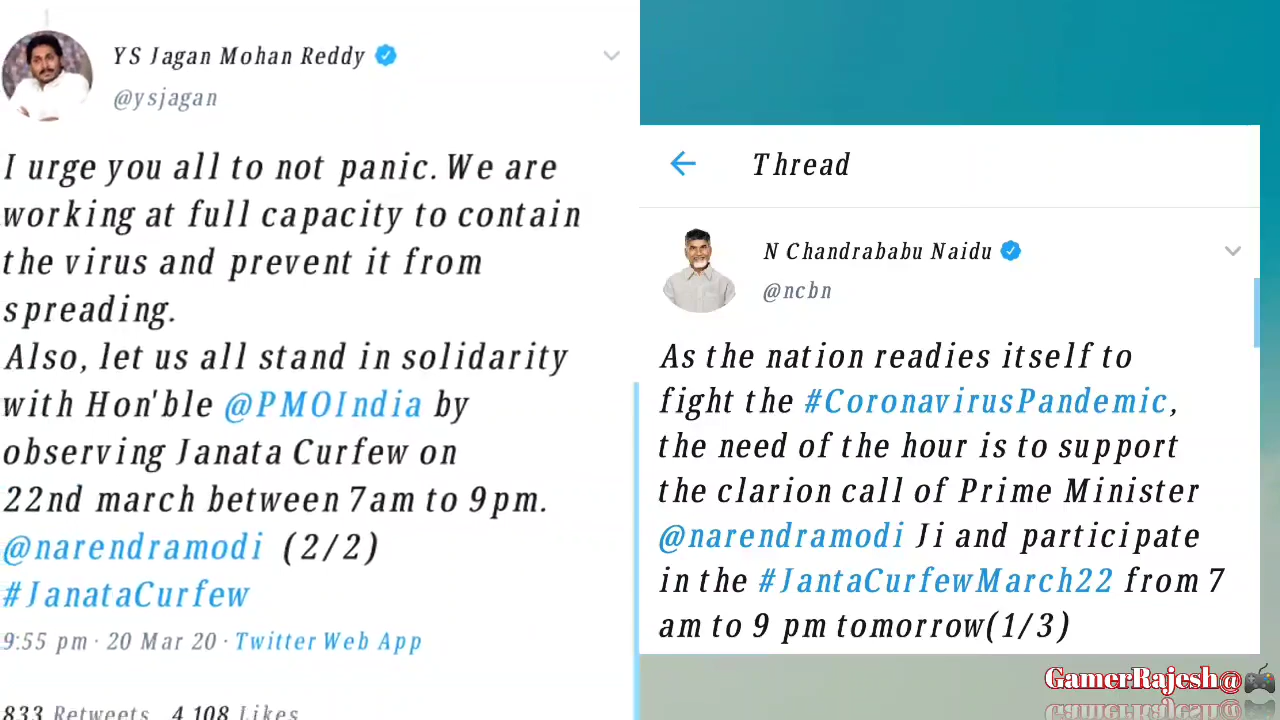 YS Jagan Mohan Reddy
@ysjagan
I urge you all to not panic. We are
working at full capacity to contain
the virus and prevent it from
spreading.
Also, let us all stand in solidarity
with Hon'ble @PMOIndia by
observing Janata Curfew on
22nd march between 7am to 9pm.
@narendramodi (2/2)
#JanataCurfew
9:55 pm · 20 Mar 20 · Twitter Web App
833 Retweets 4,108 Likes
Thread
N Chandrababu Naidu
@ncbn
As the nation readies itself to
fight the #CoronavirusPandemic,
the need of the hour is to support
the clarion call of Prime Minister
@narendramodi Ji and participate
in the #JantaCurfewMarch22 from 7
am to 9 pm tomorrow(1/3)
GamerRajesh@